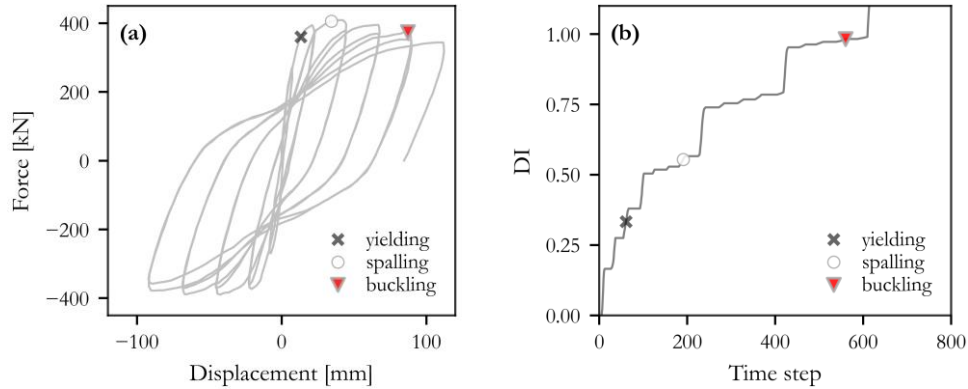 (a)
400
200
0
−200
−400
Force [kN]
yielding
spalling
buckling
−100 0 100
Displacement [mm]
(b)
1.00
0.75
0.50
0.25
0.00
DI
yielding
spalling
buckling
0 200 400 600 800
Time step